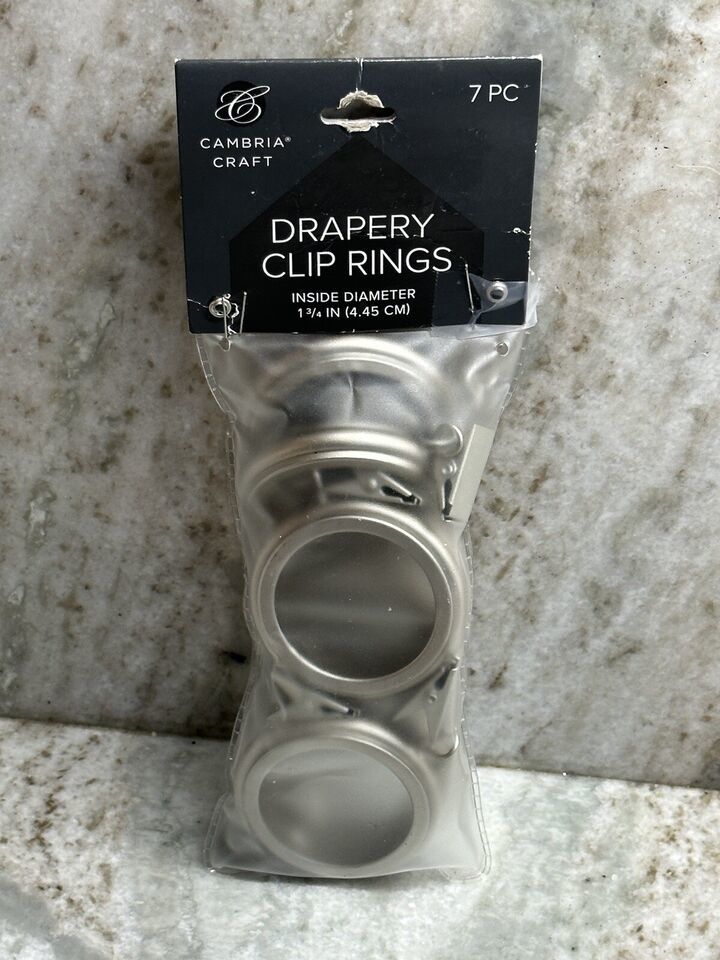 7 PC
CAMBRIA®
CRAFT
DRAPERY
CLIP RINGS
INSIDE DIAMETER
1 3/4 IN (4.45 CM)